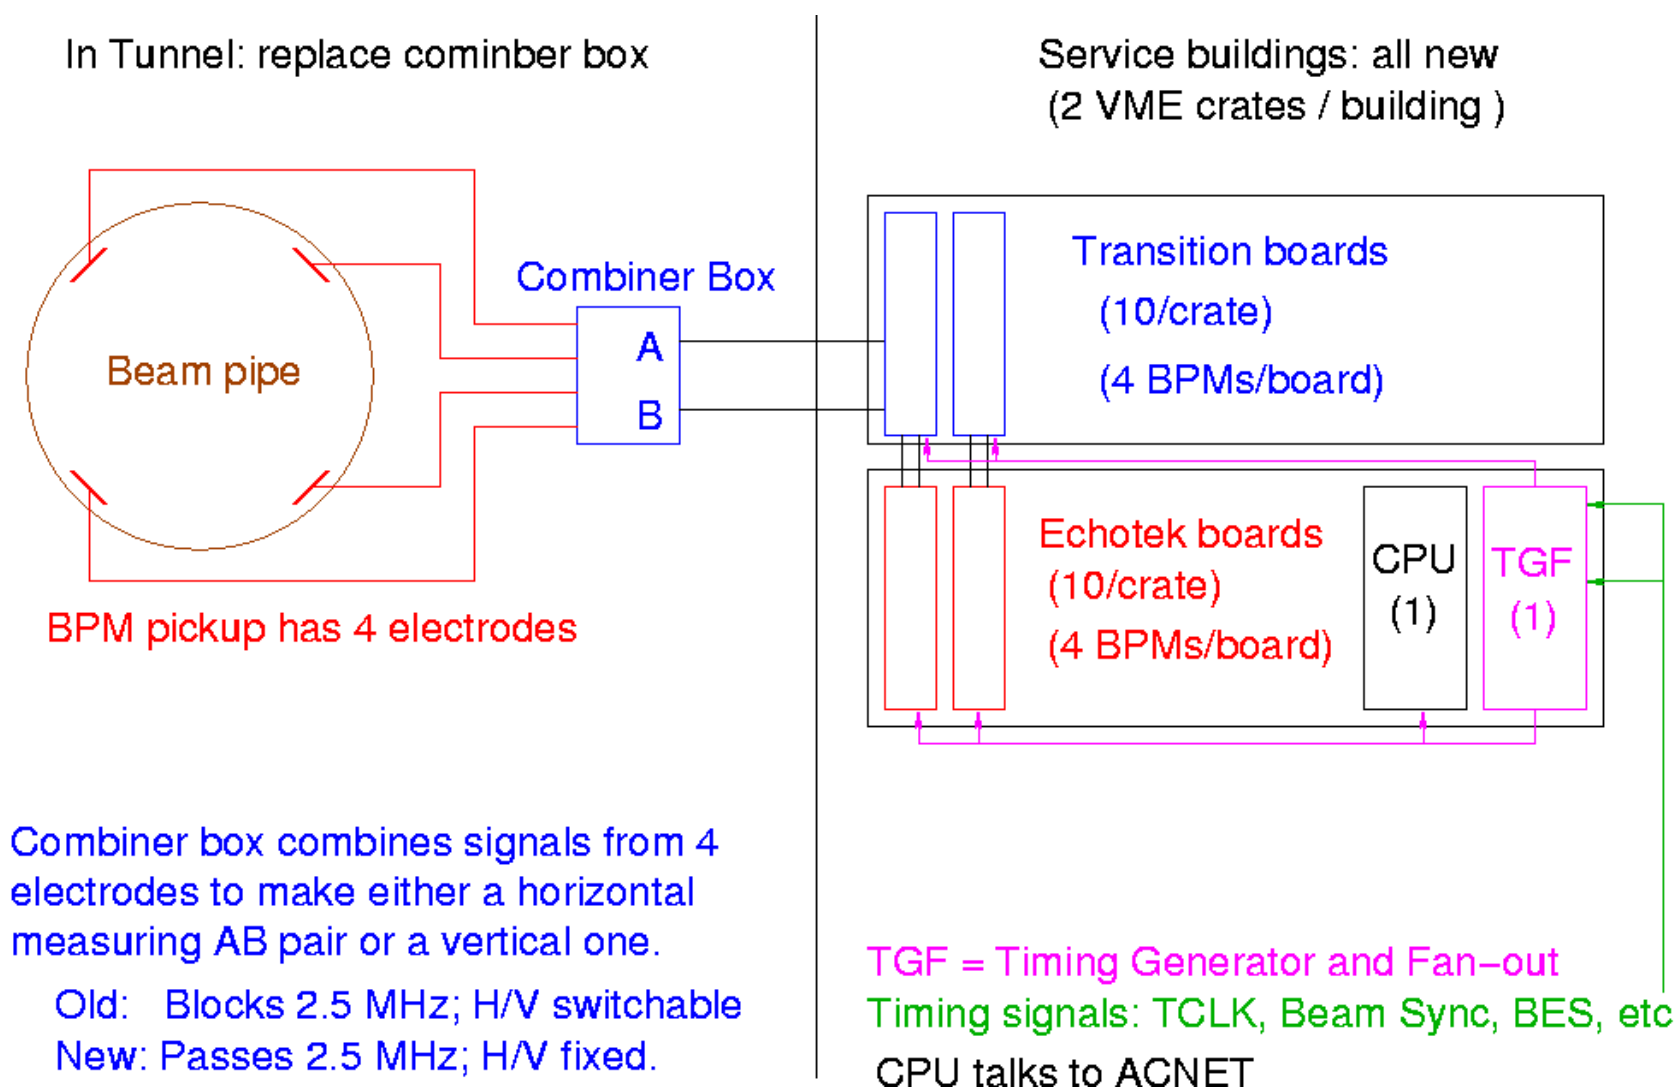 In Tunnel: replace cominber box
Service buildings: all new
(2 VME crates / building )
Combiner Box
A
B
Beam pipe
BPM pickup has 4 electrodes
Transition boards
(10/crate)
(4 BPMs/board)
Echotek boards
(10/crate)
(4 BPMs/board)
CPU
(1)
TGF
(1)
Combiner box combines signals from 4
electrodes to make either a horizontal
measuring AB pair or a vertical one.
Old: Blocks 2.5 MHz; H/V switchable
New: Passes 2.5 MHz; H/V fixed.
TGF = Timing Generator and Fan−out
Timing signals: TCLK, Beam Sync, BES, etc
CPU talks to ACNET